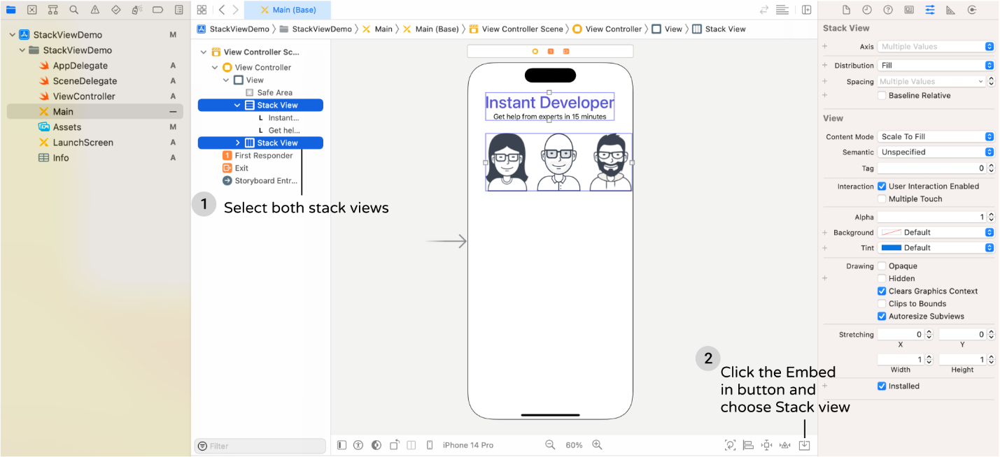 Main (Base)
StackViewDemo
M
StackViewDemo
AppDelegate
A
SceneDelegate
A
ViewController
A
Main
Assets
M
LaunchScreen
A
Info
A
StackViewDemo
StackViewDemo
Main
Main (Base)
View Controller Scene
View Controller
View
Stack View
View Controller Sc...
View Controller
View
Safe Area
Stack View
L Instant...
L Get hel...
Stack View
1 First Responder
Exit
Storyboard Entr...
1
Select both stack views
Filter
1
Instant Developer
Get help from experts in 15 minutes
2
Click the Embed
in button and
choose Stack view
iPhone 14 Pro
60%
Stack View
Axis Multiple Values
Distribution Fill
Spacing Multiple Values
Baseline Relative
View
Content Mode Scale To Fill
Semantic Unspecified
Tag 0
Interaction User Interaction Enabled
Multiple Touch
Alpha 1
Background Default
Tint Default
Drawing Opaque
Hidden
Clears Graphics Context
Clips to Bounds
Autoresize Subviews
Stretching 0 0
X Y
1 1
Width Height
Installed